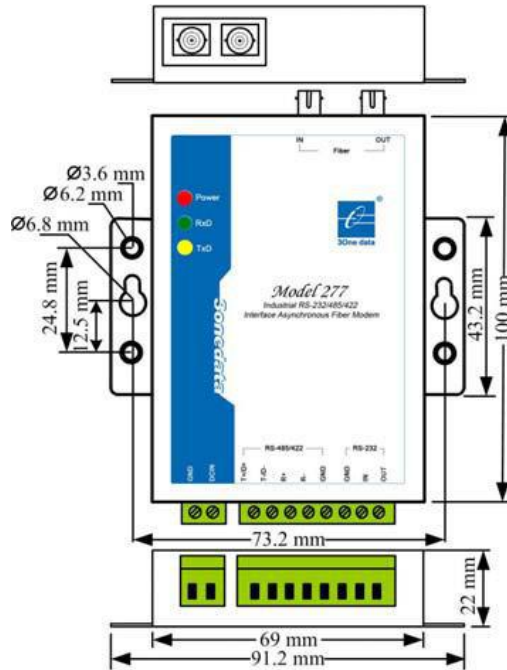 IN
OUT
Fiber
Ø3.6 mm
Ø6.2 mm
Ø6.8 mm
Power
RxD
TxD
®
3One data
24.8 mm
12.5 mm
43.2 mm
100 mm
3onedata
Model 277
Industrial RS-232/485/422
Interface Asynchronous Fiber Modem
RS-485/422
RS-232
GND
DCIN
T+/D+
T-/D-
R+
R-
GND
GND
IN
OUT
73.2 mm
22 mm
69 mm
91.2 mm